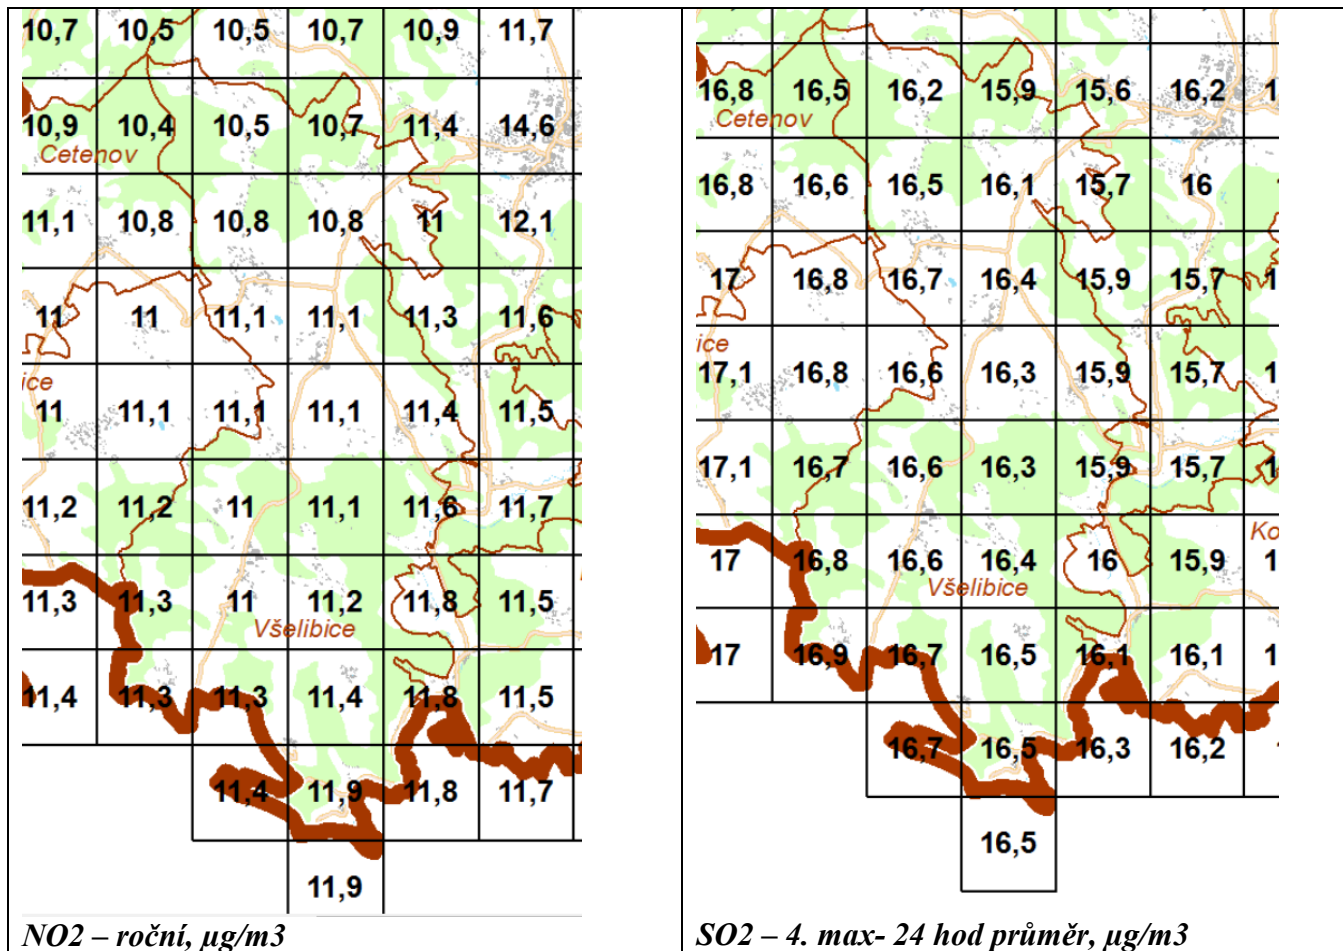 10,7 10,5 10,5 10,7 10,9 11,7
10,9 10,4 10,5 10,7 11,4 14,6
Cetenov
11,1 10,8 10,8 10,8 11 12,1
11 11 11,1 11,1 11,3 11,6
ice
11 11,1 11,1 11,1 11,4 11,5
11,2 11,2 11 11,1 11,6 11,7
11,3 11,3 11 11,2 11,8 11,5
Všelibice
11,4 11,3 11,3 11,4 11,8 11,5
11,4 11,9 11,8 11,7
11,9
NO2 – roční, µg/m3
16,8 16,5 16,2 15,9 15,6 16,2 1
Cetenov
16,8 16,6 16,5 16,1 15,7 16
17 16,8 16,7 16,4 15,9 15,7 1
ice
17,1 16,8 16,6 16,3 15,9 15,7 1
17,1 16,7 16,6 16,3 15,9 15,7 1
Ko
17 16,8 16,6 16,4 16 15,9 1
Všelibice
17 16,9 16,7 16,5 16,1 16,1 1
16,7 16,5 16,3 16,2
16,5
SO2 – 4. max- 24 hod průměr, µg/m3